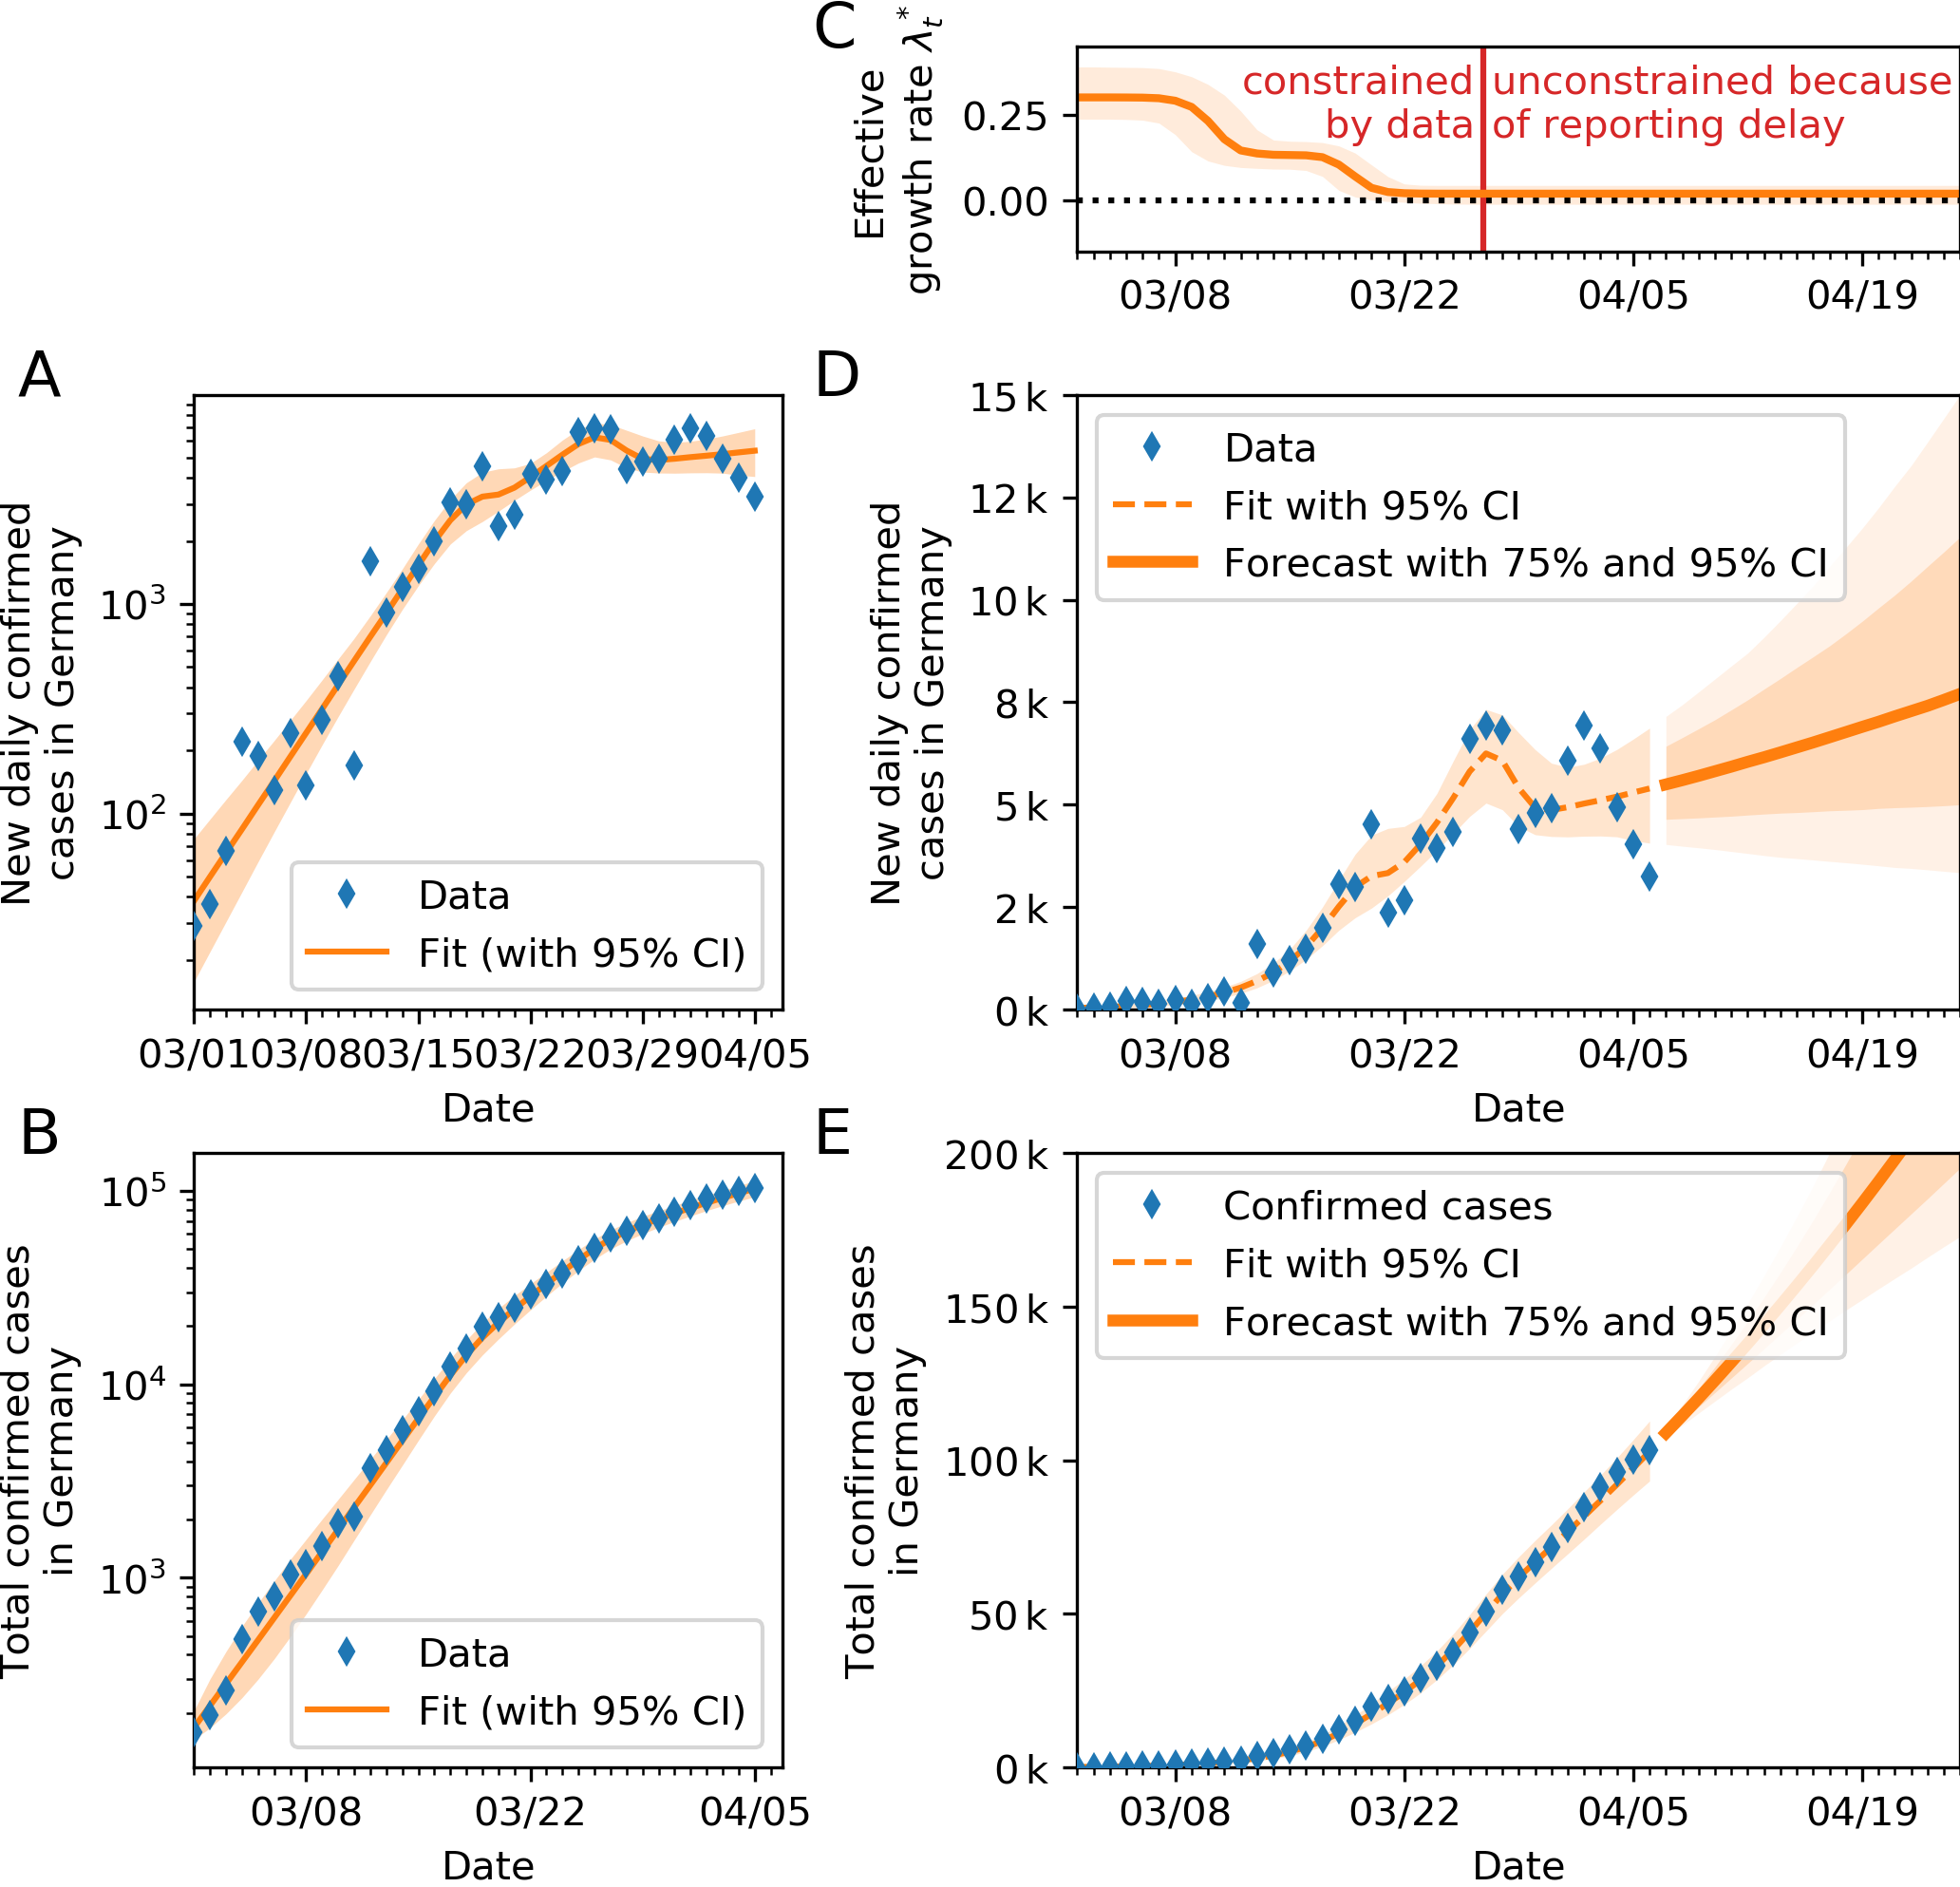 C
Effective
growth rate λ*t
0.25
0.00
constrained
by data
unconstrained because
of reporting delay
03/08
03/22
04/05
04/19
A
New daily confirmed
cases in Germany
10³
10²
Data
Fit (with 95% CI)
03/01
03/08
03/15
03/22
03/29
04/05
Date
D
New daily confirmed
cases in Germany
15 k
12 k
10 k
8 k
5 k
2 k
0 k
Data
Fit with 95% CI
Forecast with 75% and 95% CI
03/08
03/22
04/05
04/19
Date
B
Total confirmed cases
in Germany
10⁵
10⁴
10³
Data
Fit (with 95% CI)
03/08
03/22
04/05
Date
E
Total confirmed cases
in Germany
200 k
150 k
100 k
50 k
0 k
Confirmed cases
Fit with 95% CI
Forecast with 75% and 95% CI
03/08
03/22
04/05
04/19
Date